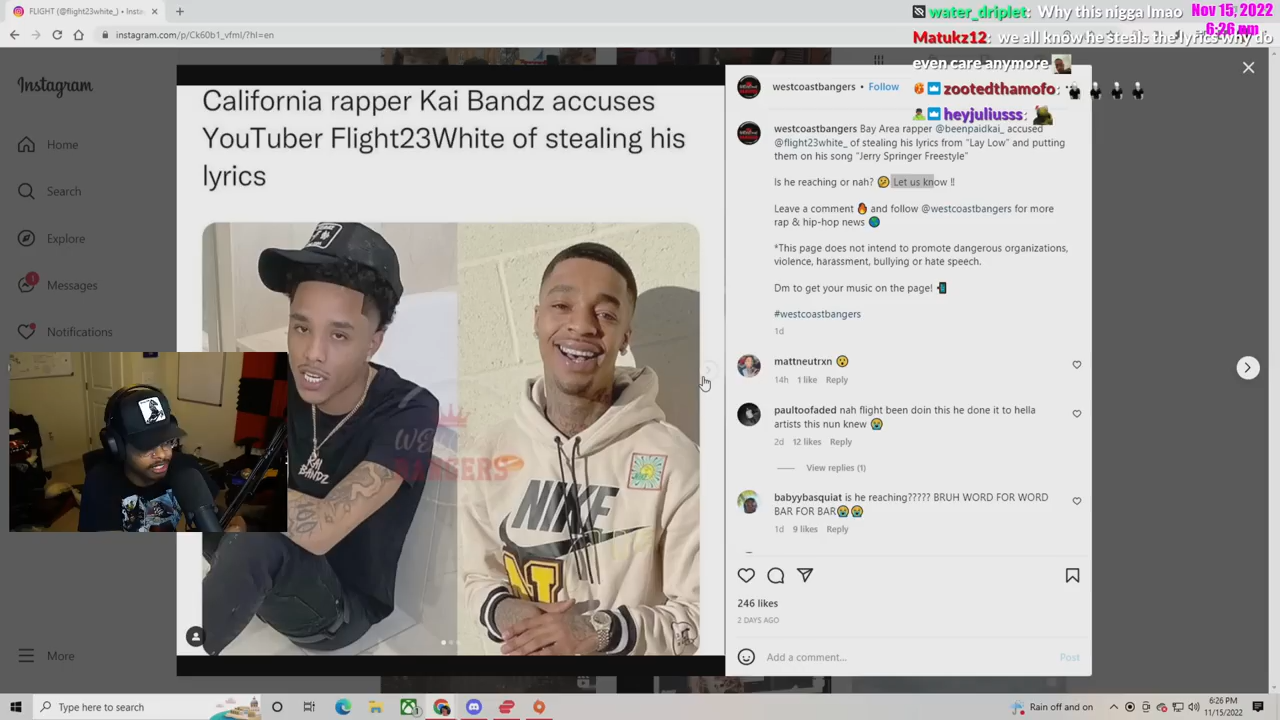 FLIGHT (@flight23white_) • Insta
instagram.com/p/Ck60b1_vfml/?hl=en
water_driplet: Why this nigga lmao
Nov 15, 2022
6:26 pm
Matukz12: we all know he steals the lyrics why do
even care anymore
zootedthamofo:
heyjuliusss:
Instagram
Home
Search
Explore
1
Messages
Notifications
More
California rapper Kai Bandz accuses
YouTuber Flight23White of stealing his
lyrics
KAI
BANDZ
BANGERS
NIKE
N
westcoastbangers • Follow
westcoastbangers Bay Area rapper @beenpaidkai_ accused
@flight23white_ of stealing his lyrics from "Lay Low" and putting
them on his song "Jerry Springer Freestyle"
Is he reaching or nah? 🤔 Let us know ‼️
Leave a comment 🔥 and follow @westcoastbangers for more
rap & hip-hop news 🌎
*This page does not intend to promote dangerous organizations,
violence, harassment, bullying or hate speech.
Dm to get your music on the page! 📲
#westcoastbangers
1d
mattneutrxn 😮
14h 1 like Reply
paultoofaded nah flight been doin this he done it to hella
artists this nun knew 😭
2d 12 likes Reply
View replies (1)
babyybasquiat is he reaching????? BRUH WORD FOR WORD
BAR FOR BAR😭😭
1d 9 likes Reply
246 likes
2 DAYS AGO
Add a comment...
Post
Type here to search
1
Rain off and on
6:26 PM
11/15/2022